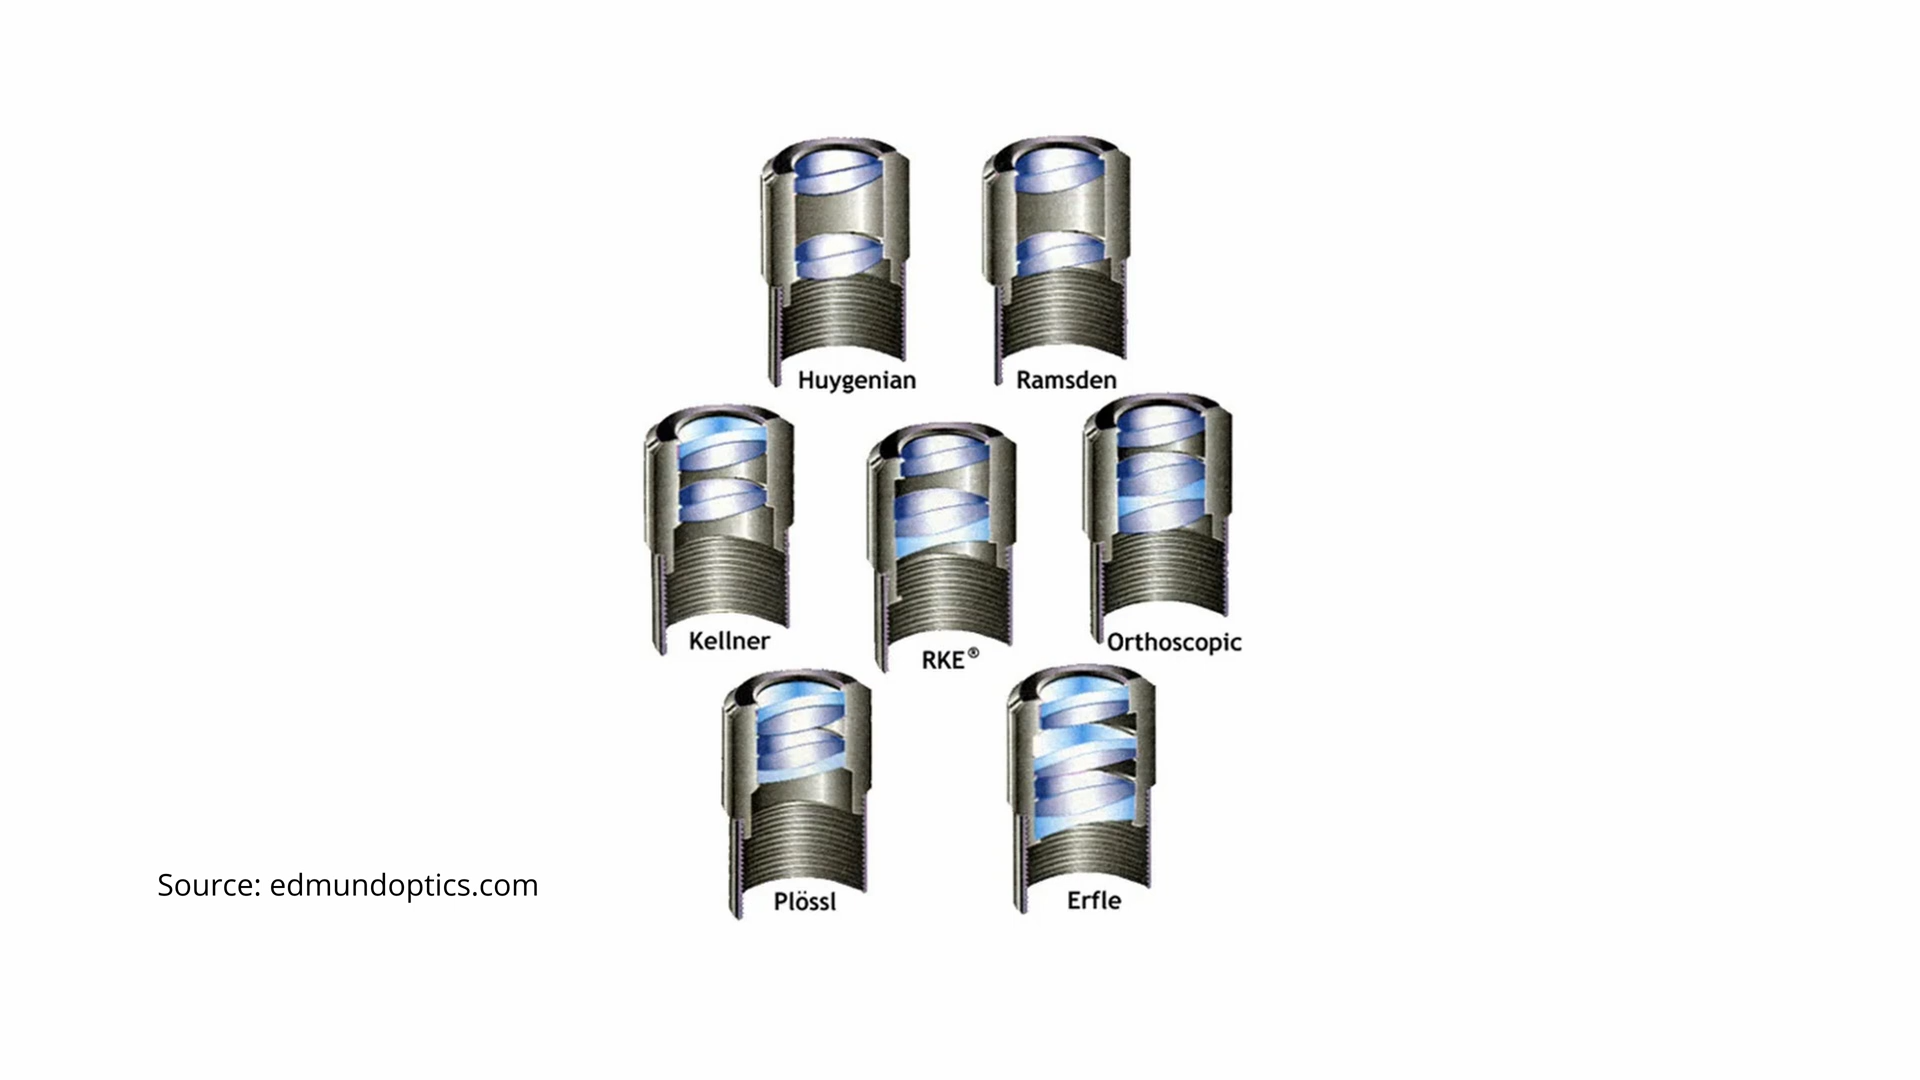 Huygenian
Ramsden
Kellner
RKE®
Orthoscopic
Plössl
Erfle
Source: edmundoptics.com